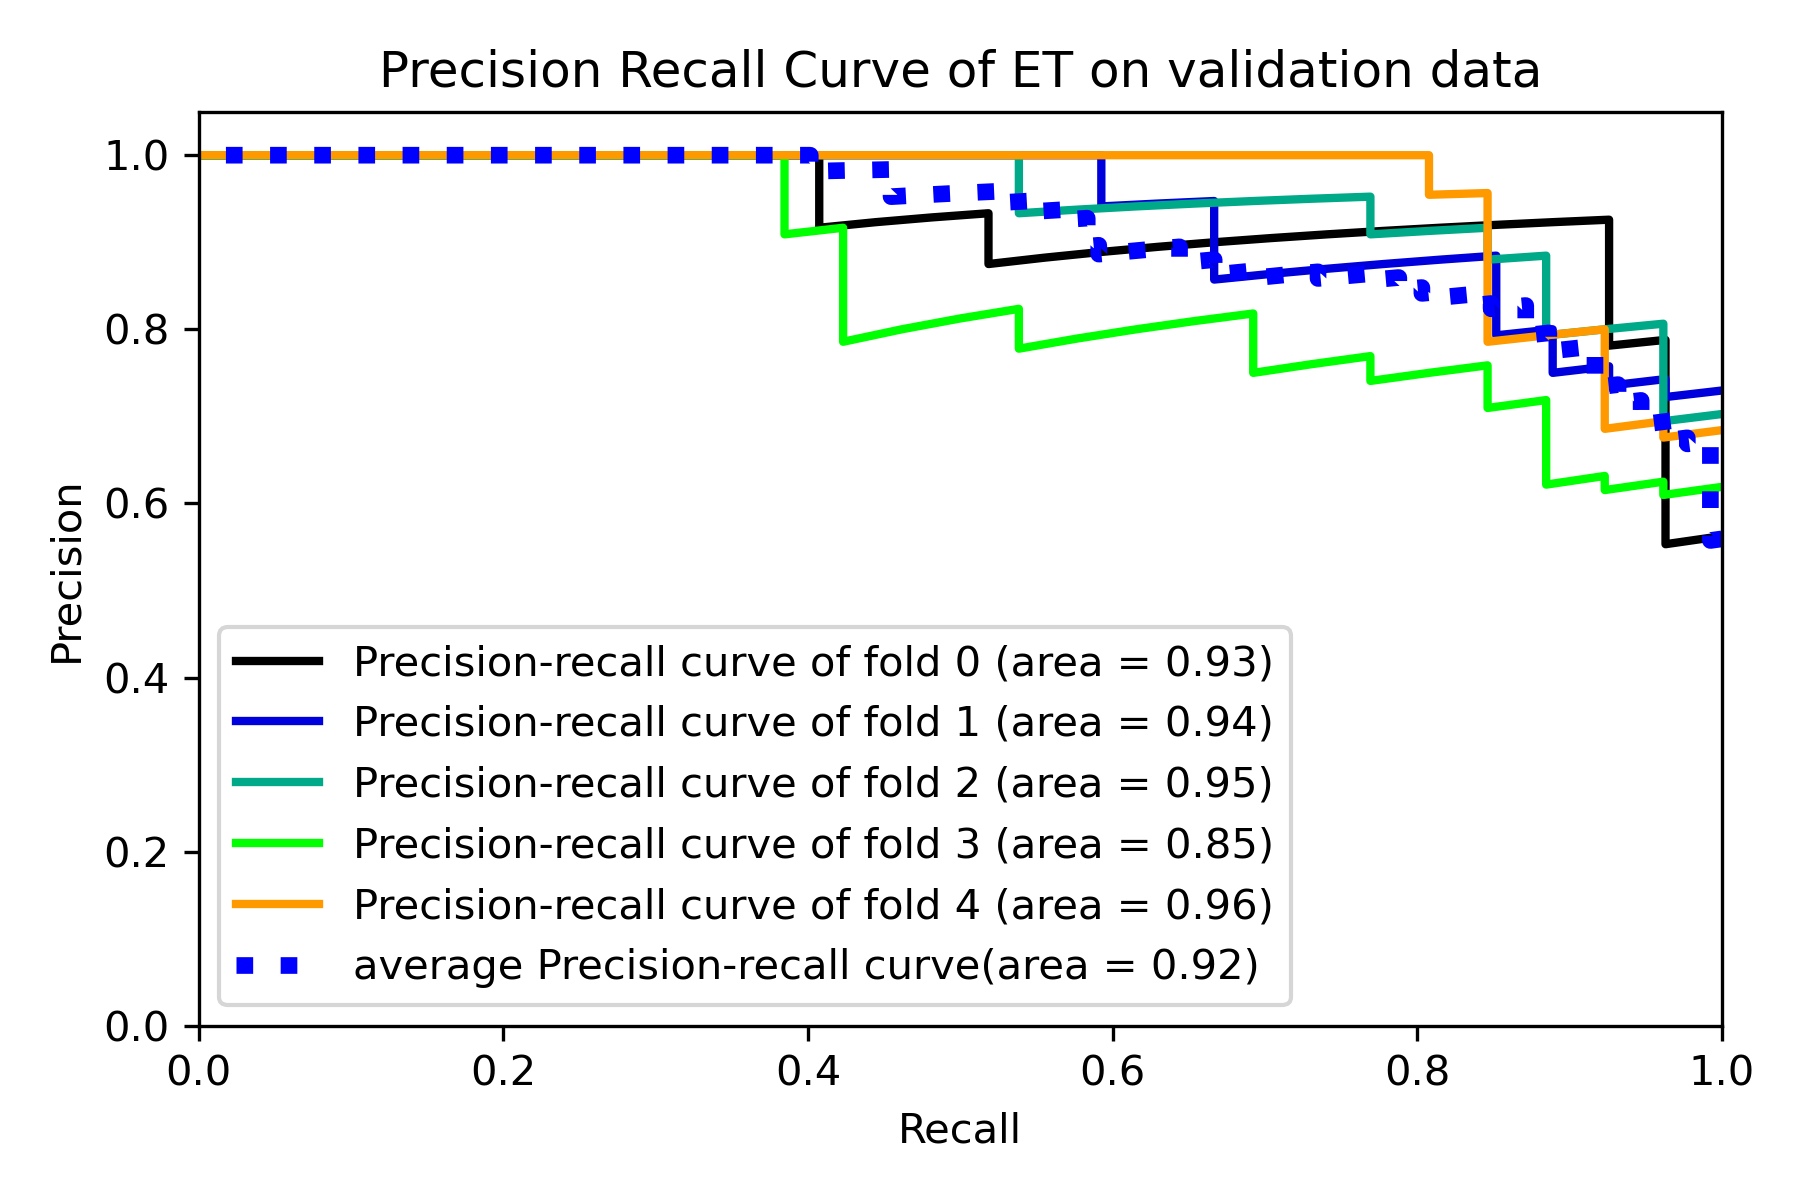 Precision Recall Curve of ET on validation data
1.0
0.8
0.6
0.4
0.2
0.0
Precision
Precision-recall curve of fold 0 (area = 0.93)
Precision-recall curve of fold 1 (area = 0.94)
Precision-recall curve of fold 2 (area = 0.95)
Precision-recall curve of fold 3 (area = 0.85)
Precision-recall curve of fold 4 (area = 0.96)
average Precision-recall curve(area = 0.92)
0.0 0.2 0.4 0.6 0.8 1.0
Recall